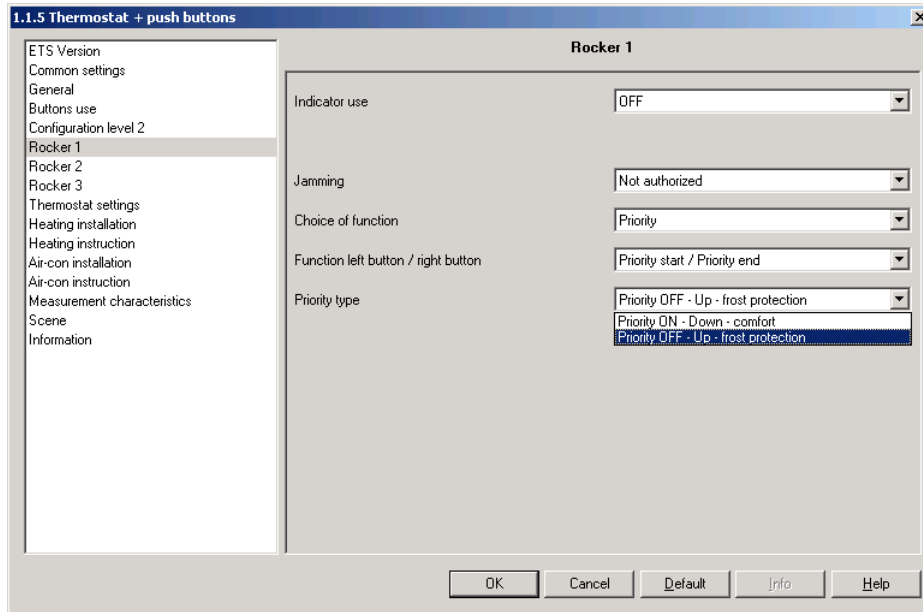 1.1.5 Thermostat + push buttons
ETS Version
Common settings
General
Buttons use
Configuration level 2
Rocker 1
Rocker 2
Rocker 3
Thermostat settings
Heating installation
Heating instruction
Air-con installation
Air-con instruction
Measurement characteristics
Scene
Information
Rocker 1
Indicator use OFF
Jamming Not authorized
Choice of function Priority
Function left button / right button Priority start / Priority end
Priority type Priority OFF - Up - frost protection
Priority ON - Down - comfort
Priority OFF - Up - frost protection
OK Cancel Default Info Help